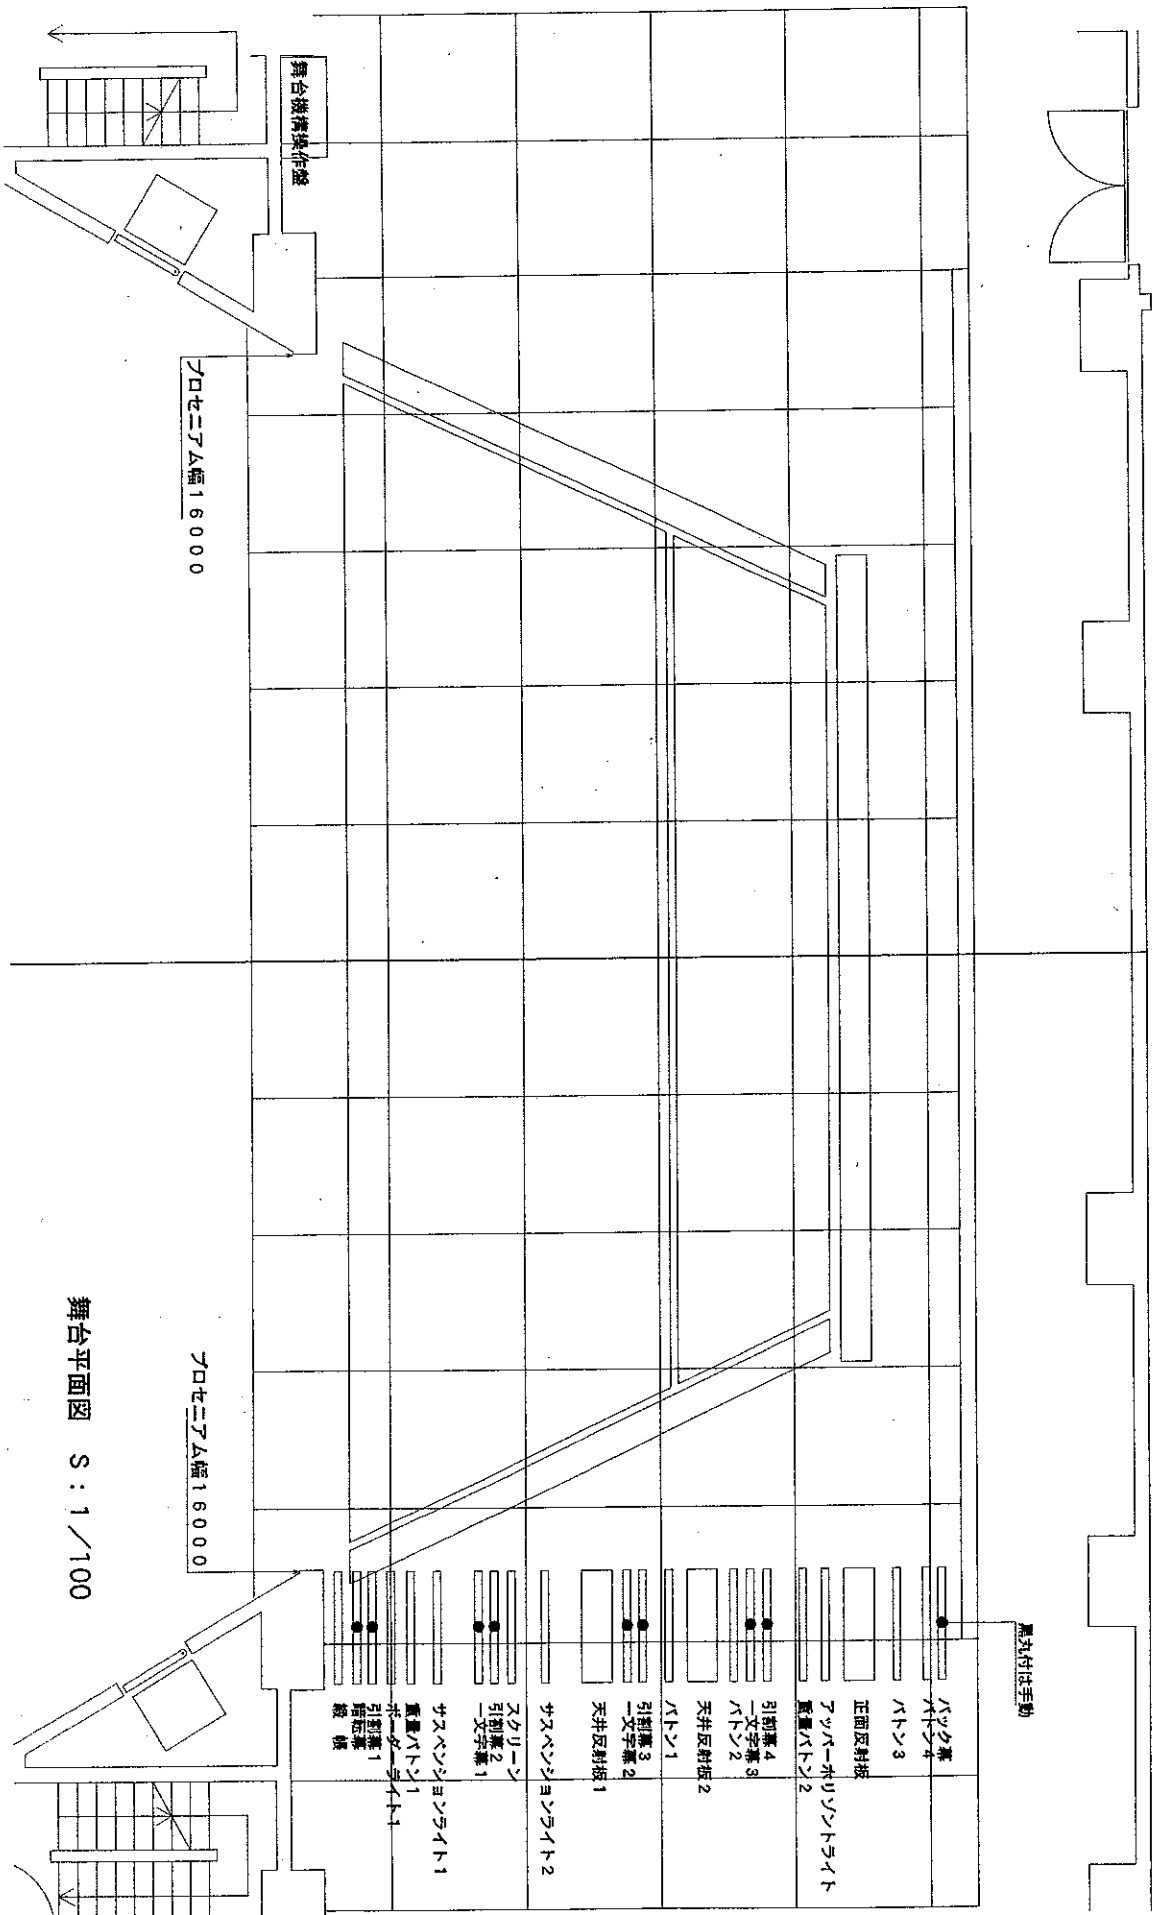 舞台機構操作盤
プロセニアム幅16000
黒丸付は手動
バック幕
バトン4
バトン3
正面反射板
アッパーホリゾントライト
重量バトン2
引割幕4
一文字幕3
バトン2
天井反射板2
バトン1
引割幕3
一文字幕2
天井反射板1
サスペンションライト2
スクリーン
引割幕2
一文字幕1
サスペンションライト1
重量バトン1
ボーダーライト1
引割幕1
暗転幕
緞 帳
プロセニアム幅16000
舞台平面図 S:1/100